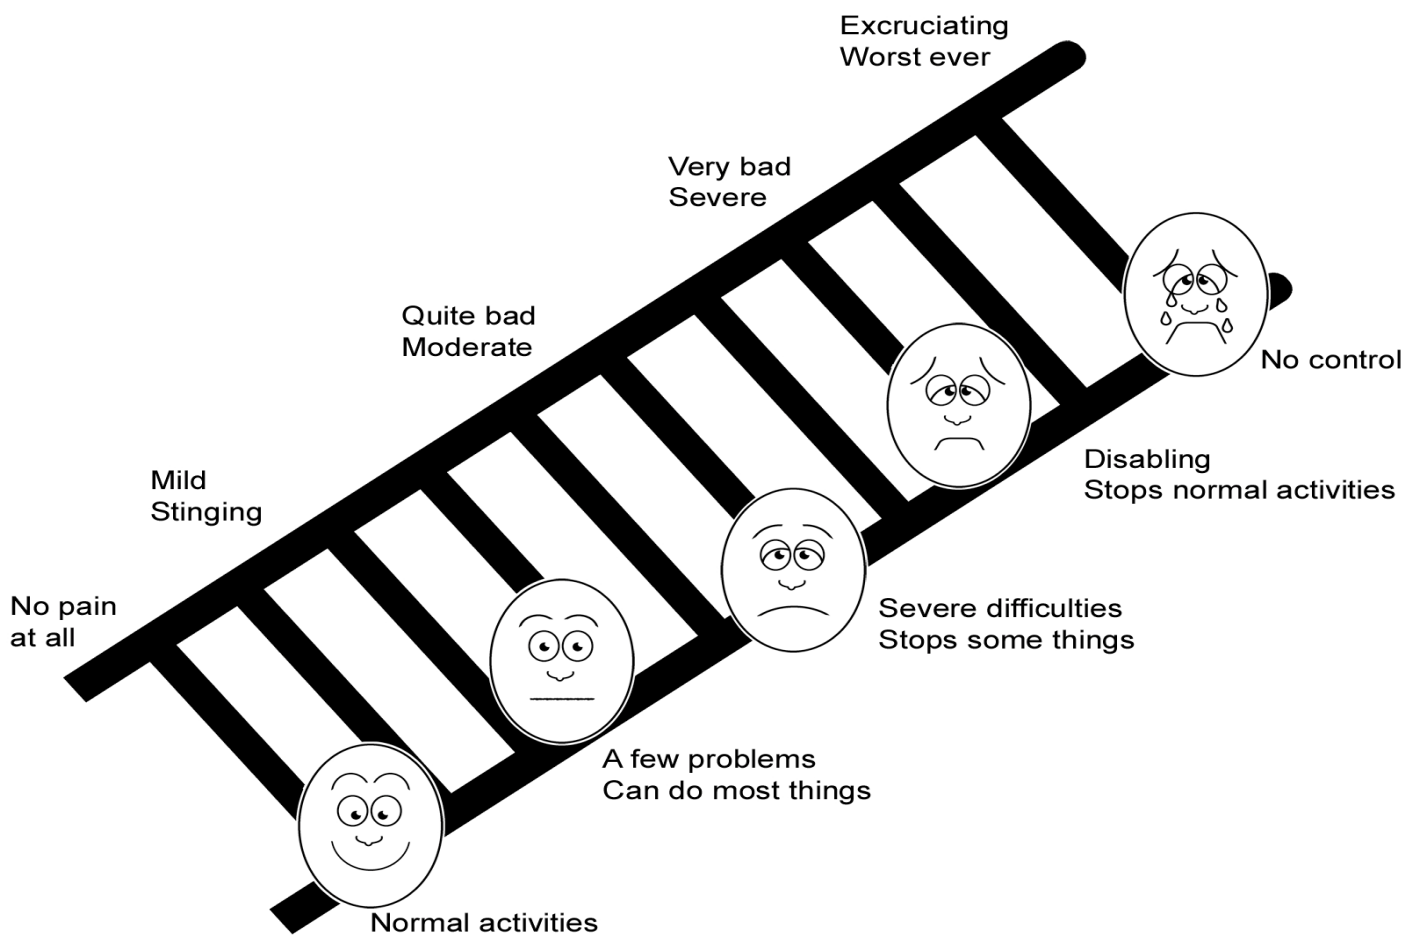 Excruciating
Worst ever
Very bad
Severe
Quite bad
Moderate
Mild
Stinging
No pain
at all
No control
Disabling
Stops normal activities
Severe difficulties
Stops some things
A few problems
Can do most things
Normal activities